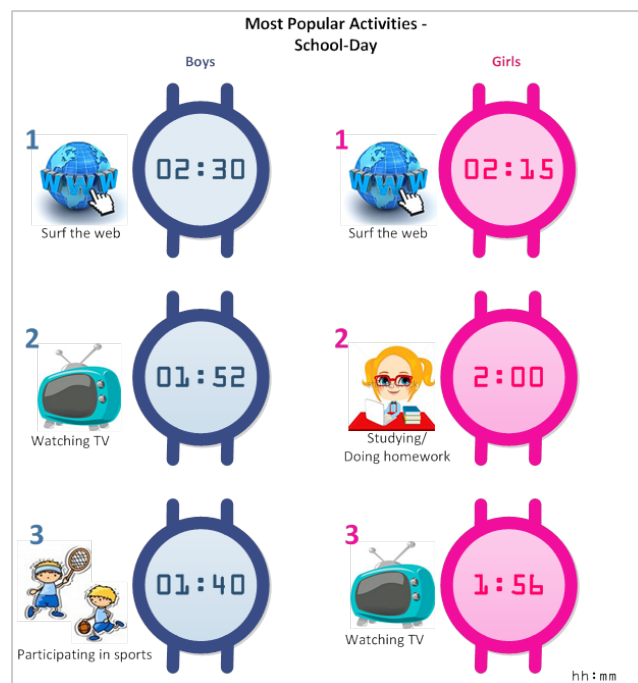 Most Popular Activities -
School-Day
Boys
Girls
1
WWW
02:30
Surf the web
1
WWW
02:15
Surf the web
2
01:52
Watching TV
2
2:00
Studying/
Doing homework
3
01:40
Participating in sports
3
1:56
Watching TV
hh:mm